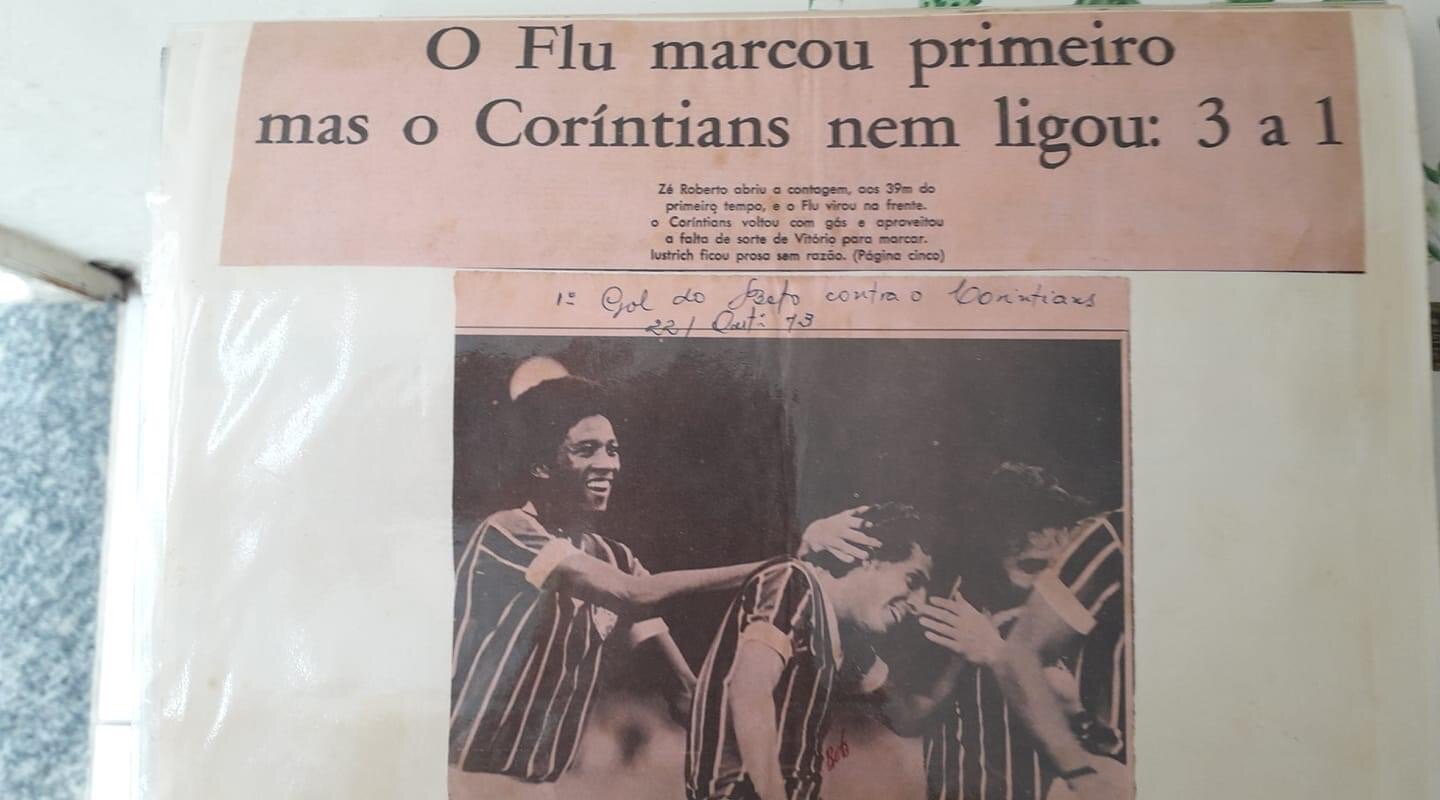 O Flu marcou primeiro
mas o Coríntians nem ligou: 3 a 1
Zé Roberto abriu a contagem, aos 39m do
primeiro tempo, e o Flu virou na frente.
o Coríntians voltou com gás e aproveitou
a falta de sorte de Vitório para marcar.
Iustrich ficou prosa sem razão. (Página cinco)
1º Gol do contra o Corintians
22/ Out: 73